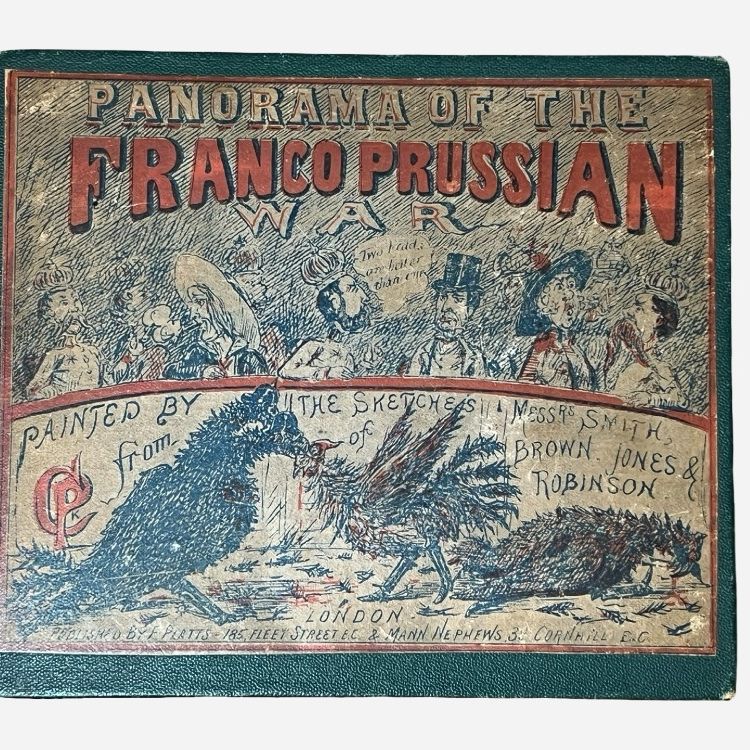 PANORAMA OF THE
FRANCO PRUSSIAN
WAR
Two heads
are better
than one
PAINTED BY
CP
from
THE SKETCHES
of
MESSRS SMITH,
BROWN JONES &
ROBINSON
LONDON
PUBLISHED BY F. PLATTS - 185, FLEET STREET E.C. & MANN NEPHEWS, 39 CORNHILL E.C.